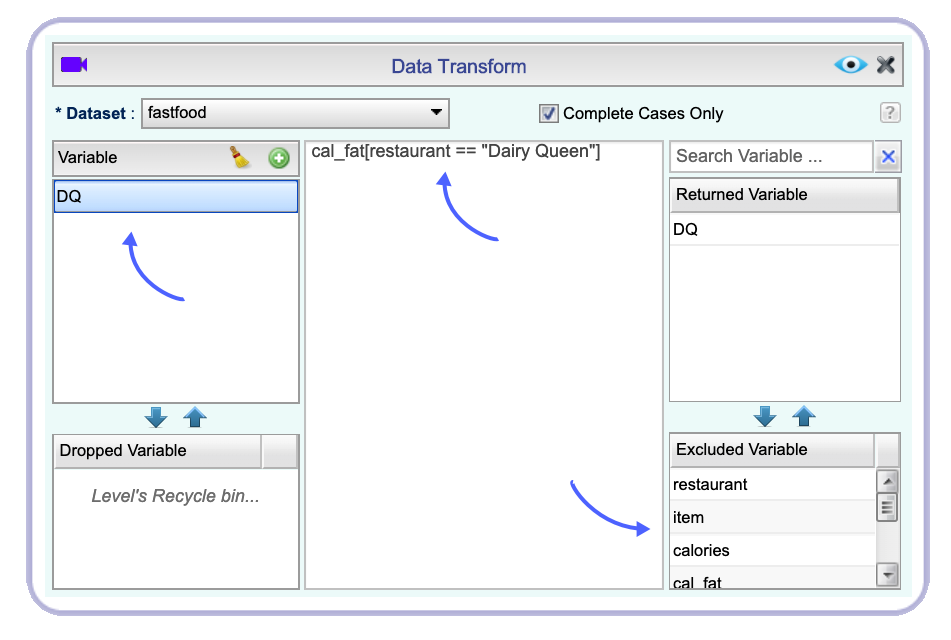 Data Transform
* Dataset : fastfood
Complete Cases Only
?
Variable
DQ
Dropped Variable
Level's Recycle bin...
cal_fat[restaurant == "Dairy Queen"]
Search Variable ...
Returned Variable
DQ
Excluded Variable
restaurant
item
calories
cal_fat